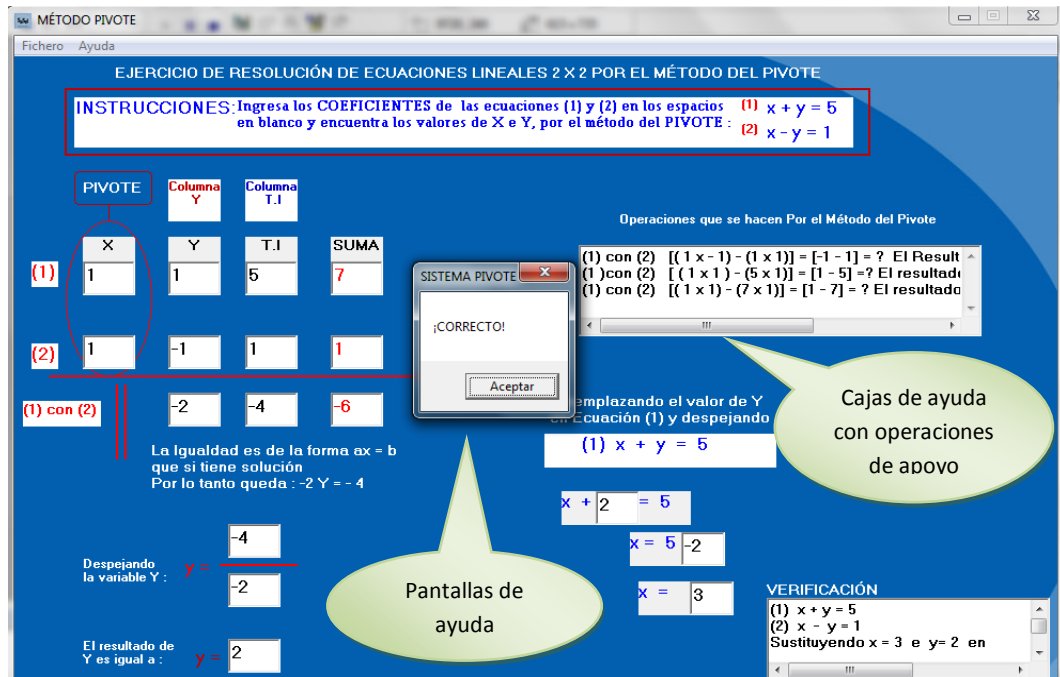 MÉTODO PIVOTE
Fichero Ayuda
EJERCICIO DE RESOLUCIÓN DE ECUACIONES LINEALES 2 X 2 POR EL MÉTODO DEL PIVOTE
INSTRUCCIONES: Ingresa los COEFICIENTES de las ecuaciones (1) y (2) en los espacios
en blanco y encuentra los valores de X e Y, por el método del PIVOTE :
(1) x + y = 5
(2) x - y = 1
PIVOTE
Columna
Y
Columna
T.I
X Y T.I SUMA
(1) 1 1 5 7
(2) 1 -1 1 1
(1) con (2) -2 -4 -6
La Igualdad es de la forma ax = b
que si tiene solución
Por lo tanto queda : -2 Y = - 4
Despejando
la variable Y :
y =
-4
-2
El resultado de
Y es igual a :
y = 2
SISTEMA PIVOTE
¡CORRECTO!
Aceptar
Pantallas de
ayuda
Operaciones que se hacen Por el Método del Pivote
(1) con (2) [( 1 x - 1) - (1 x 1)] = [-1 - 1] = ? El Result
(1 )con (2) [ ( 1 x 1 ) - (5 x 1)] = [1 - 5] =? El resultado
(1) con (2) [( 1 x 1) - (7 x 1)] = [1 - 7] = ? El resultado
Cajas de ayuda
con operaciones
de apoyo
emplazando el valor de Y
en Ecuación (1) y despejando
(1) x + y = 5
x + 2 = 5
x = 5 -2
x = 3
VERIFICACIÓN
(1) x + y = 5
(2) x - y = 1
Sustituyendo x = 3 e y= 2 en